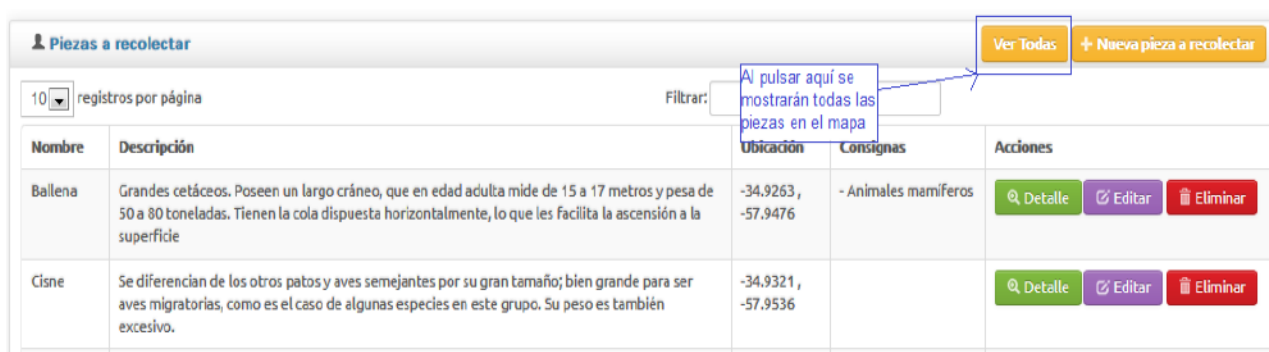 Piezas a recolectar
Ver Todas
+ Nueva pieza a recolectar
Al pulsar aquí se
mostrarán todas las
piezas en el mapa
10 registros por página
Filtrar:
Nombre Descripción Ubicación Consignas Acciones
Ballena
Grandes cetáceos. Poseen un largo cráneo, que en edad adulta mide de 15 a 17 metros y pesa de
50 a 80 toneladas. Tienen la cola dispuesta horizontalmente, lo que les facilita la ascensión a la
superficie
-34.9263 ,
-57.9476
- Animales mamíferos
Detalle Editar Eliminar
Cisne
Se diferencian de los otros patos y aves semejantes por su gran tamaño; bien grande para ser
aves migratorias, como es el caso de algunas especies en este grupo. Su peso es también
excesivo.
-34.9321 ,
-57.9536
Detalle Editar Eliminar